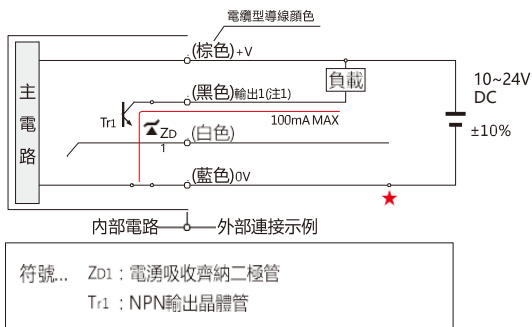 電纜型導線顏色
(棕色)+V
主電路
負載
(黑色)輸出1(注1)
10~24V
DC
±10%
Tr1
100mA MAX
ZD
1
(白色)
(藍色)0V
內部電路
外部連接示例
符號... ZD1：電湧吸收齊納二極管
Tr1：NPN輸出晶體管